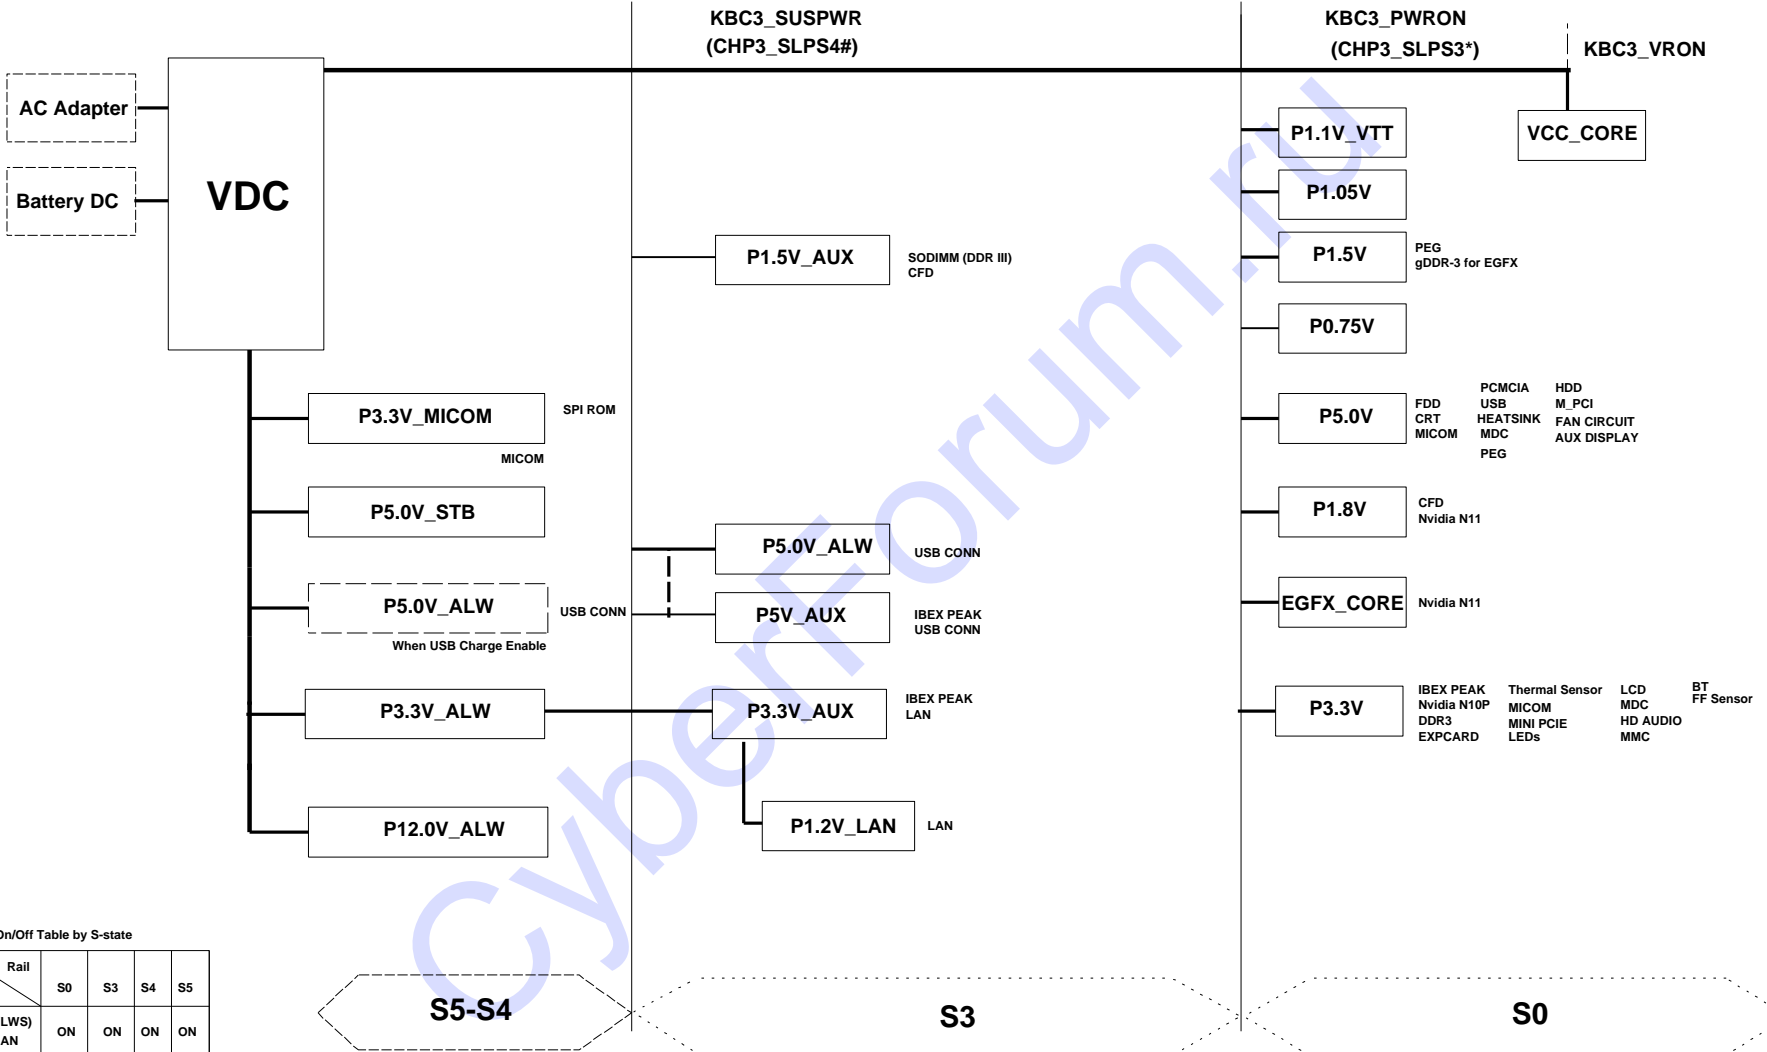 KBC3_SUSPWR
(CHP3_SLPS4#)
KBC3_PWRON
(CHP3_SLPS3*)
KBC3_VRON
AC Adapter
Battery DC
VDC
P1.1V_VTT
VCC_CORE
P1.05V
P1.5V_AUX
SODIMM (DDR III)
CFD
P1.5V
PEG
gDDR-3 for EGFX
P0.75V
P3.3V_MICOM
SPI ROM
MICOM
P5.0V
FDD
CRT
MICOM
PCMCIA
USB
HEATSINK
MDC
PEG
HDD
M_PCI
FAN CIRCUIT
AUX DISPLAY
P5.0V_STB
P1.8V
CFD
Nvidia N11
P5.0V_ALW
USB CONN
P5.0V_ALW
USB CONN
When USB Charge Enable
P5V_AUX
IBEX PEAK
USB CONN
EGFX_CORE
Nvidia N11
P3.3V_ALW
P3.3V_AUX
IBEX PEAK
LAN
P3.3V
IBEX PEAK
Nvidia N10P
DDR3
EXPCARD
Thermal Sensor
MICOM
MINI PCIE
LEDs
LCD
MDC
HD AUDIO
MMC
BT
FF Sensor
P12.0V_ALW
P1.2V_LAN
LAN
On/Off Table by S-state
Rail
S0 S3 S4 S5
LWS)
AN
ON ON ON ON
S5-S4
S3
S0
CyberForum.ru